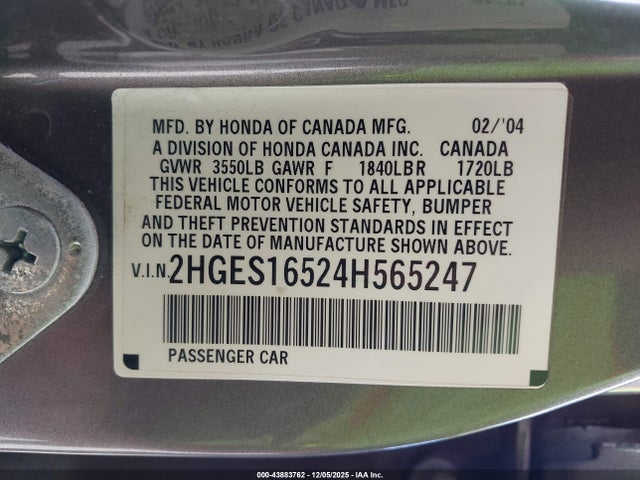 MFD. BY HONDA OF CANADA MFG. 02/'04
A DIVISION OF HONDA CANADA INC. CANADA
GVWR 3550LB GAWR F 1840LBR 1720LB
THIS VEHICLE CONFORMS TO ALL APPLICABLE
FEDERAL MOTOR VEHICLE SAFETY, BUMPER
AND THEFT PREVENTION STANDARDS IN EFFECT
ON THE DATE OF MANUFACTURE SHOWN ABOVE.
V.I.N. 2HGES16524H565247
PASSENGER CAR
000-43883762 - 12/05/2025 - IAA Inc.